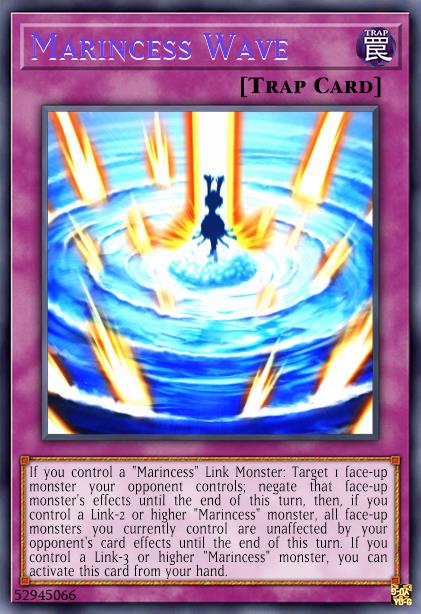 Marincess Wave
TRAP
罠
[Trap Card]
If you control a "Marincess" Link Monster: Target 1 face-up
monster your opponent controls; negate that face-up
monster's effects until the end of this turn, then, if you
control a Link-2 or higher "Marincess" monster, all face-up
monsters you currently control are unaffected by your
opponent's card effects until the end of this turn. If you
control a Link-3 or higher "Marincess" monster, you can
activate this card from your hand.
52945066